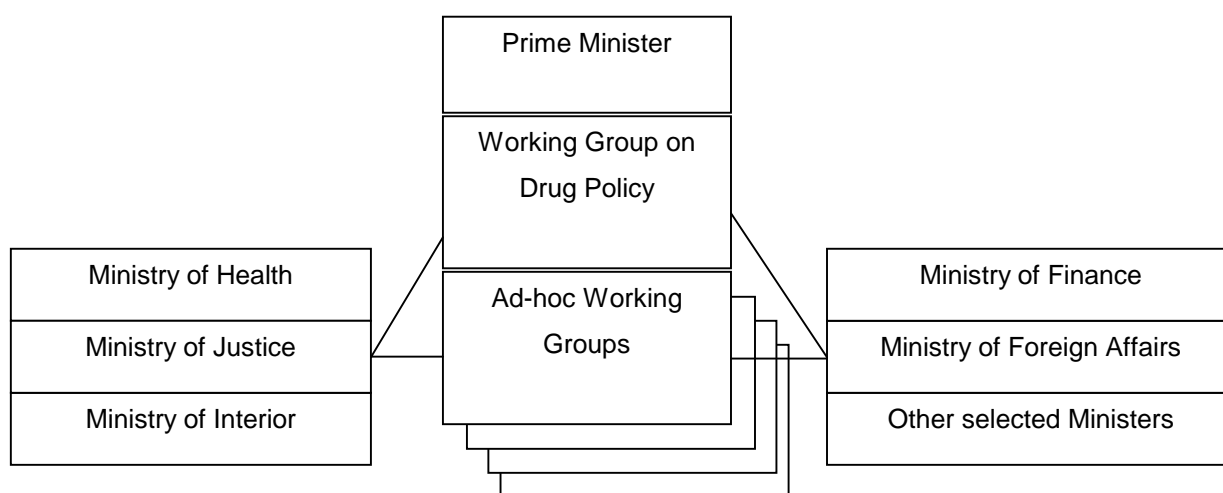 Prime Minister
Working Group on
Drug Policy
Ministry of Health
Ministry of Justice
Ministry of Interior
Ad-hoc Working
Groups
Ministry of Finance
Ministry of Foreign Affairs
Other selected Ministers